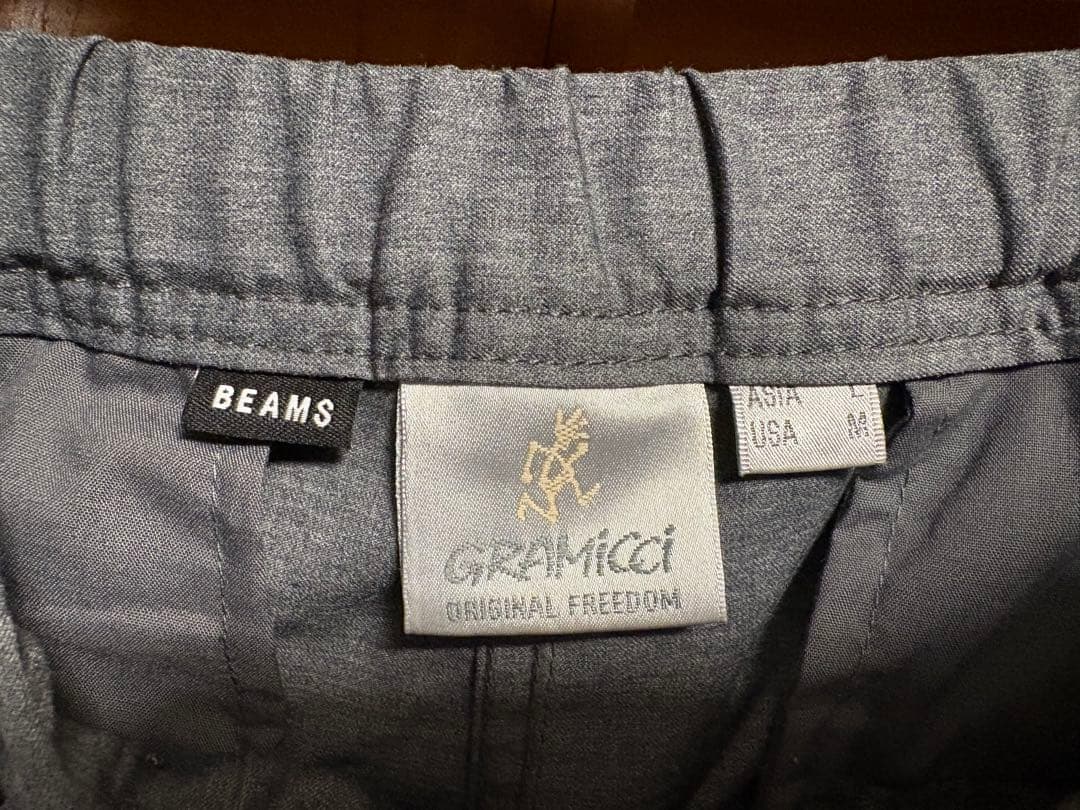 BEAMS
GRAMiCCi
ORIGINAL FREEDOM
ASIA L
USA M